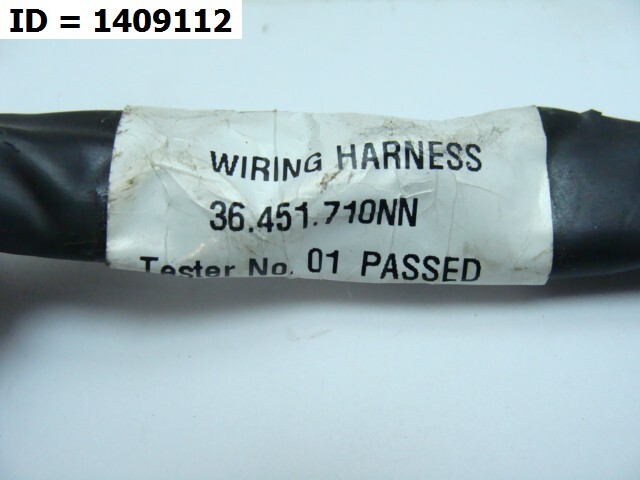 ID = 1409112
WIRING HARNESS
36.451.710NN
Tester No. 01 PASSED